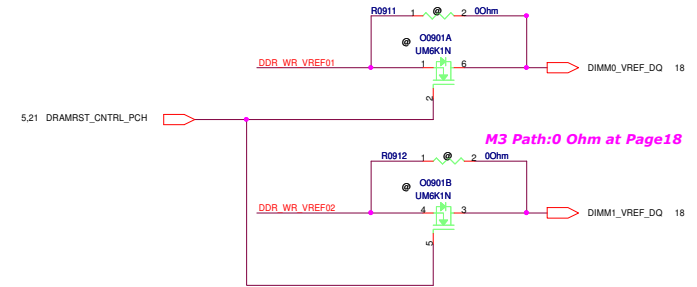 R0911 1 @ 2 0Ohm
@ O0901A
UM6K1N
DDR_WR_VREF01 1 6 DIMM0_VREF_DQ 18
2
5,21 DRAMRST_CNTRL_PCH
M3 Path:0 Ohm at Page18
R0912 1 @ 2 0Ohm
@ O0901B
UM6K1N
DDR_WR_VREF02 4 3 DIMM1_VREF_DQ 18
5